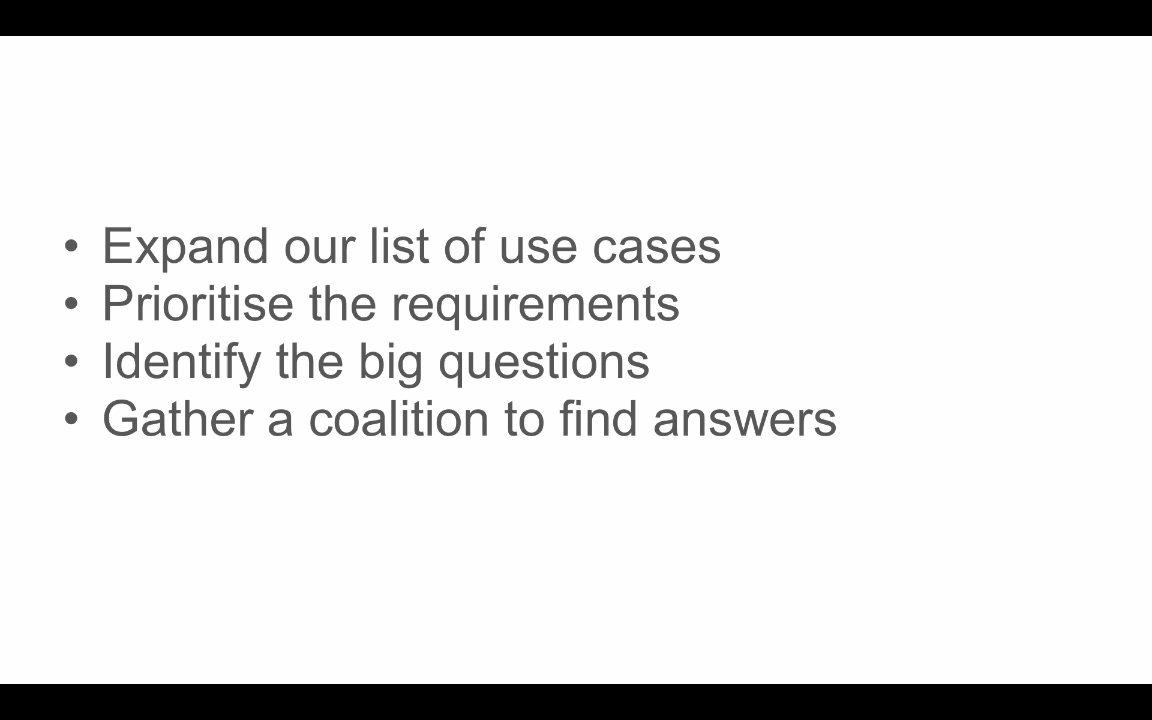 • Expand our list of use cases
• Prioritise the requirements
• Identify the big questions
• Gather a coalition to find answers